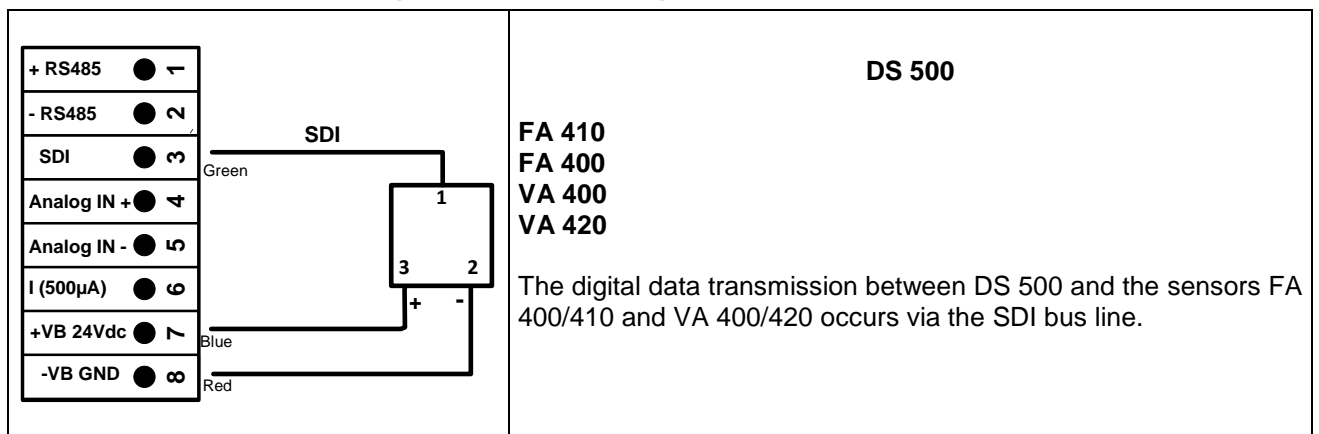 + RS485 1
- RS485 2
SDI 3
Analog IN + 4
Analog IN - 5
I (500µA) 6
+VB 24Vdc 7
-VB GND 8
SDI
Green
1
3 2
+ -
Blue
Red
DS 500
FA 410
FA 400
VA 400
VA 420
The digital data transmission between DS 500 and the sensors FA
400/410 and VA 400/420 occurs via the SDI bus line.